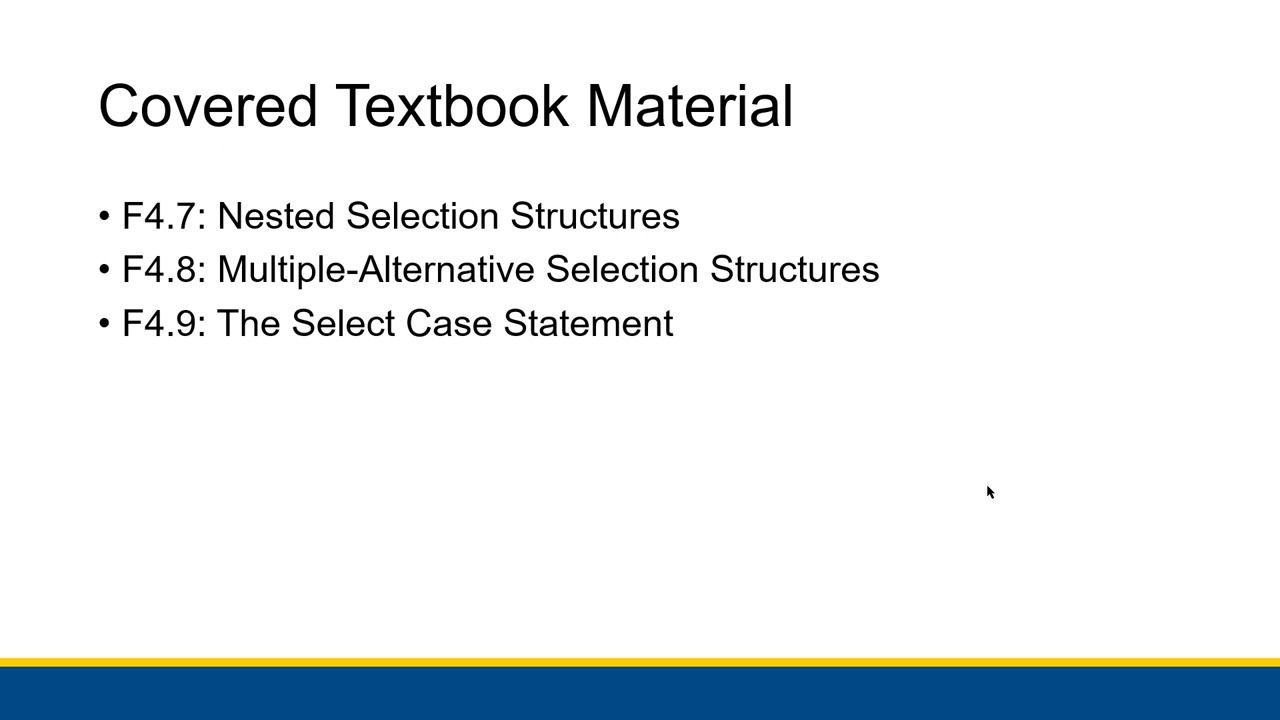 Covered Textbook Material
• F4.7: Nested Selection Structures
• F4.8: Multiple-Alternative Selection Structures
• F4.9: The Select Case Statement